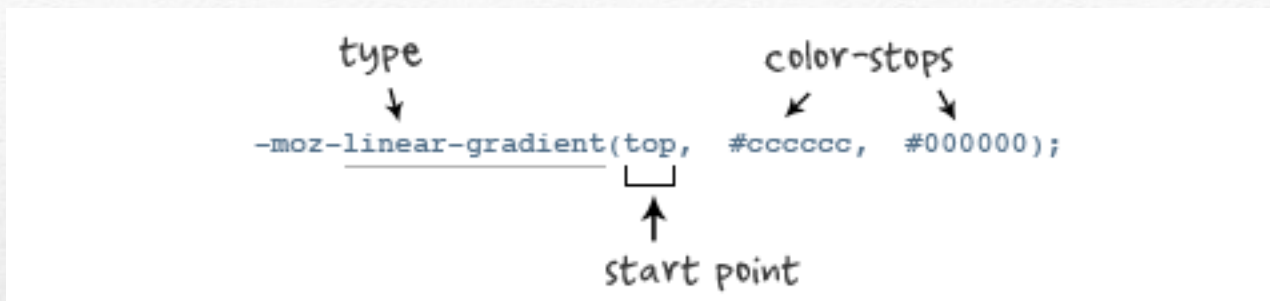 type
color-stops
-moz-linear-gradient(top, #cccccc, #000000);
start point